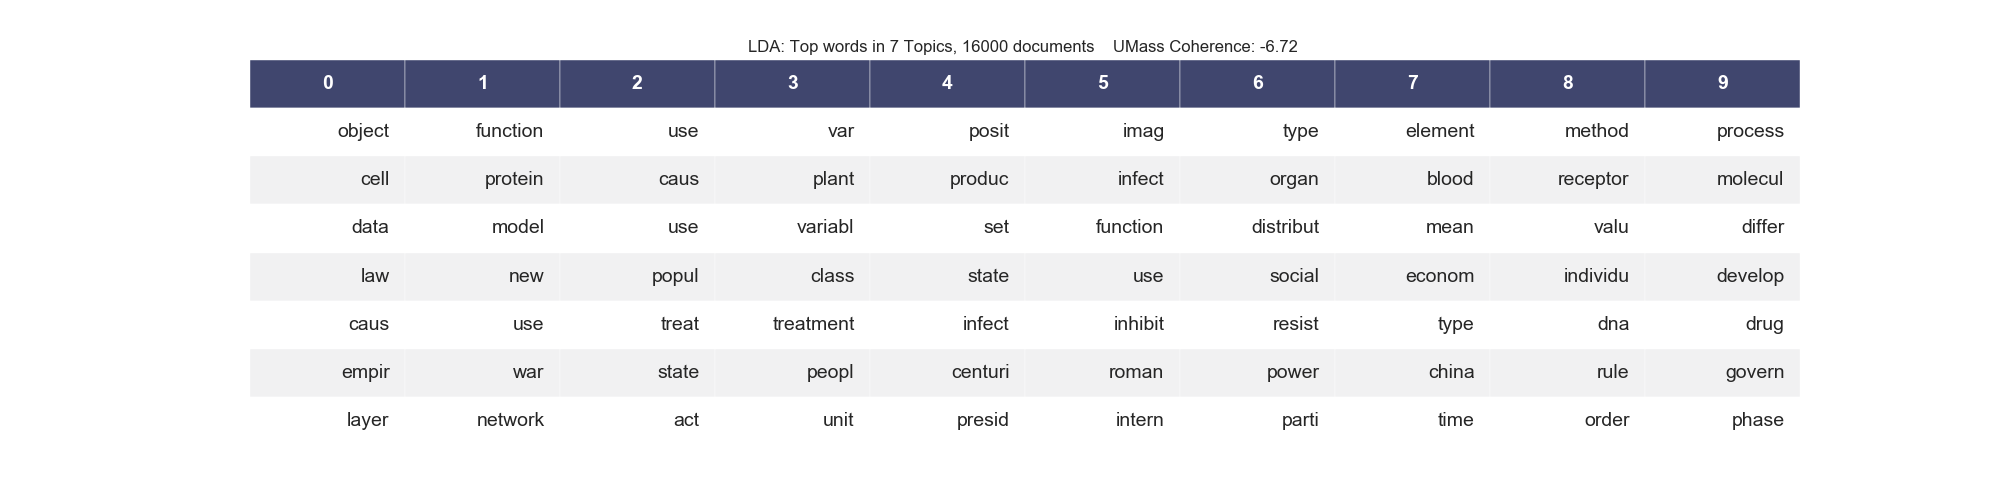 LDA: Top words in 7 Topics, 16000 documents    UMass Coherence: -6.72
0 1 2 3 4 5 6 7 8 9
object function use var posit imag type element method process
cell protein caus plant produc infect organ blood receptor molecul
data model use variabl set function distribut mean valu differ
law new popul class state use social econom individu develop
caus use treat treatment infect inhibit resist type dna drug
empir war state peopl centuri roman power china rule govern
layer network act unit presid intern parti time order phase